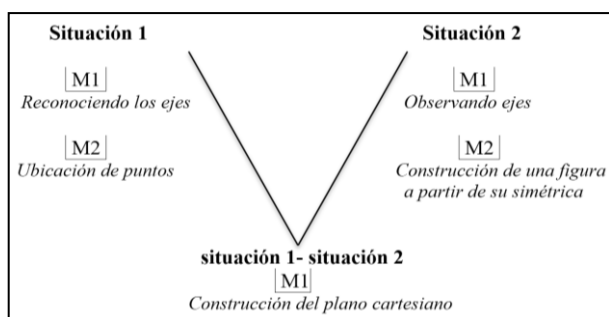 Situación 1
M1
Reconociendo los ejes
M2
Ubicación de puntos
Situación 2
M1
Observando ejes
M2
Construcción de una figura
a partir de su simétrica
situación 1- situación 2
M1
Construcción del plano cartesiano